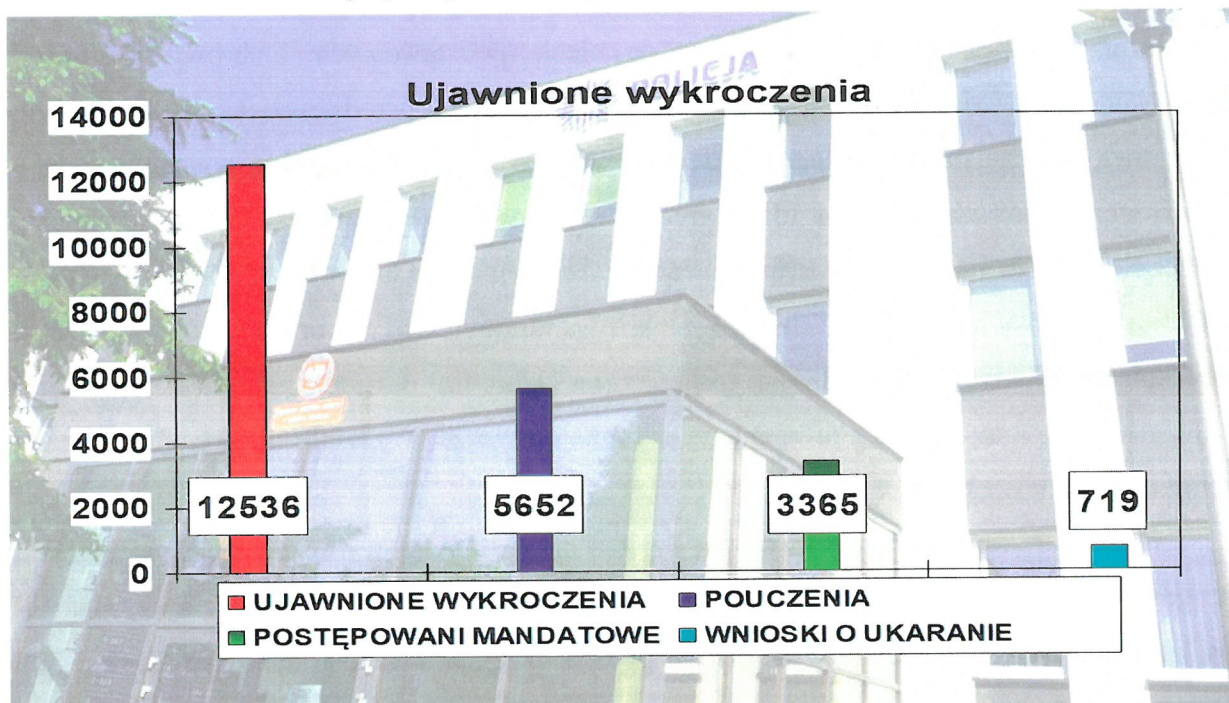 POLICJA
Ujawnione wykroczenia
14000
12000
10000
8000
6000
4000
2000
0
12536
5652
3365
719
UJAWNIONE WYKROCZENIA
POUCZENIA
POSTĘPOWANI MANDATOWE
WNIOSKI O UKARANIE